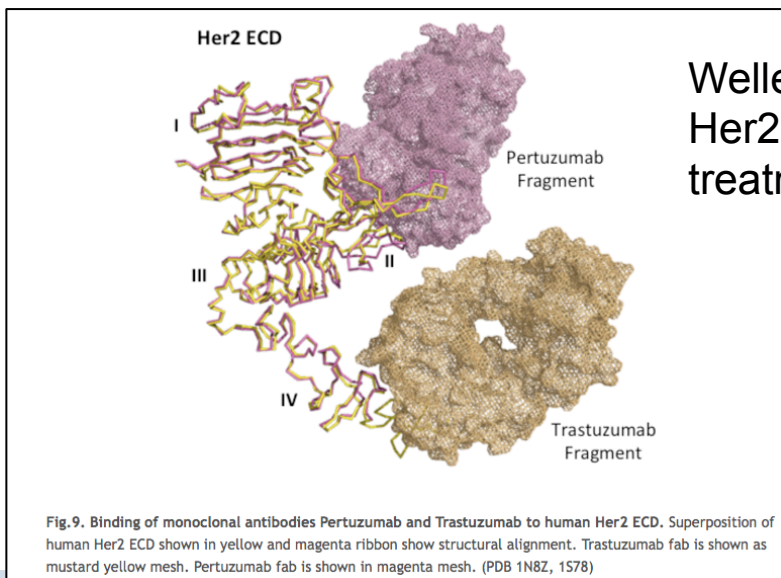 Her2 ECD
I
Pertuzumab
Fragment
II
III
IV
Trastuzumab
Fragment
Her2
Fig.9. Binding of monoclonal antibodies Pertuzumab and Trastuzumab to human Her2 ECD. Superposition of
human Her2 ECD shown in yellow and magenta ribbon show structural alignment. Trastuzumab fab is shown as
mustard yellow mesh. Pertuzumab fab is shown in magenta mesh. (PDB 1N8Z, 1S78)